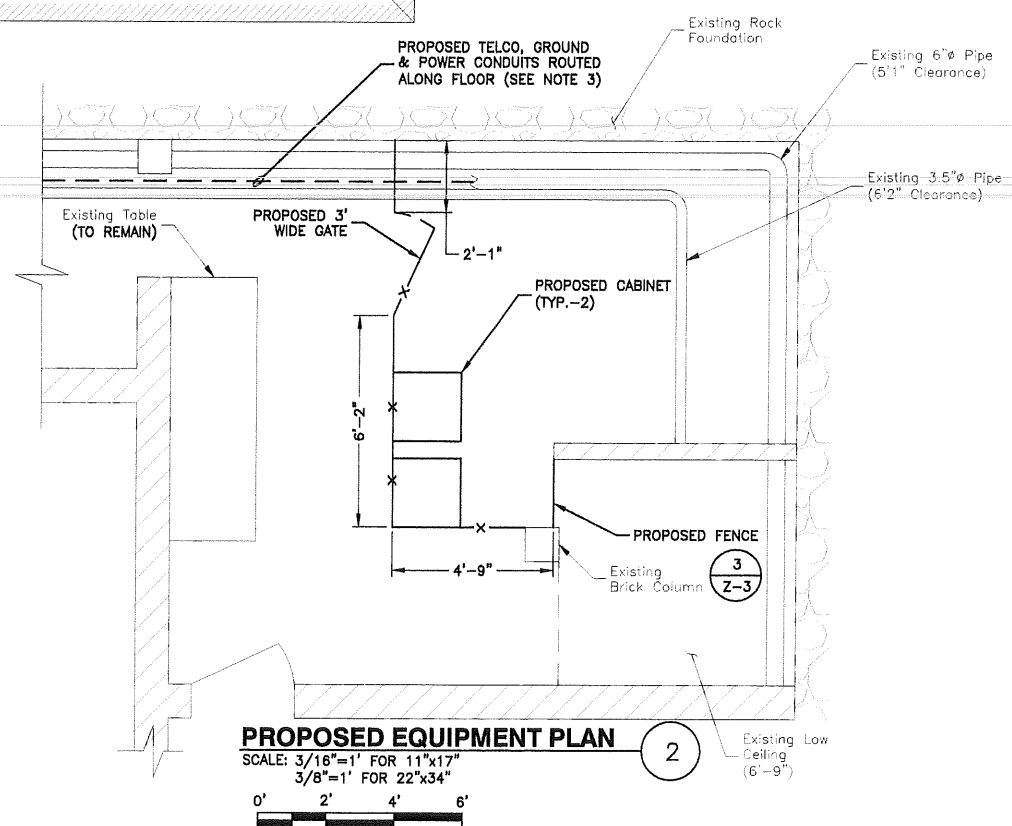 Existing Rock
Foundation
PROPOSED TELCO, GROUND
& POWER CONDUITS ROUTED
ALONG FLOOR (SEE NOTE 3)
Existing 6"ø Pipe
(5'1" Clearance)
Existing 3.5"ø Pipe
(6'2" Clearance)
Existing Table
(TO REMAIN)
PROPOSED 3'
WIDE GATE
2'-1"
PROPOSED CABINET
(TYP.-2)
6'-2"
PROPOSED FENCE
3
Z-3
4'-9"
Existing
Brick Column
PROPOSED EQUIPMENT PLAN
2
SCALE: 3/16"=1' FOR 11"x17"
3/8"=1' FOR 22"x34"
Existing Low
Ceiling
(6'-9")
0' 2' 4' 6'